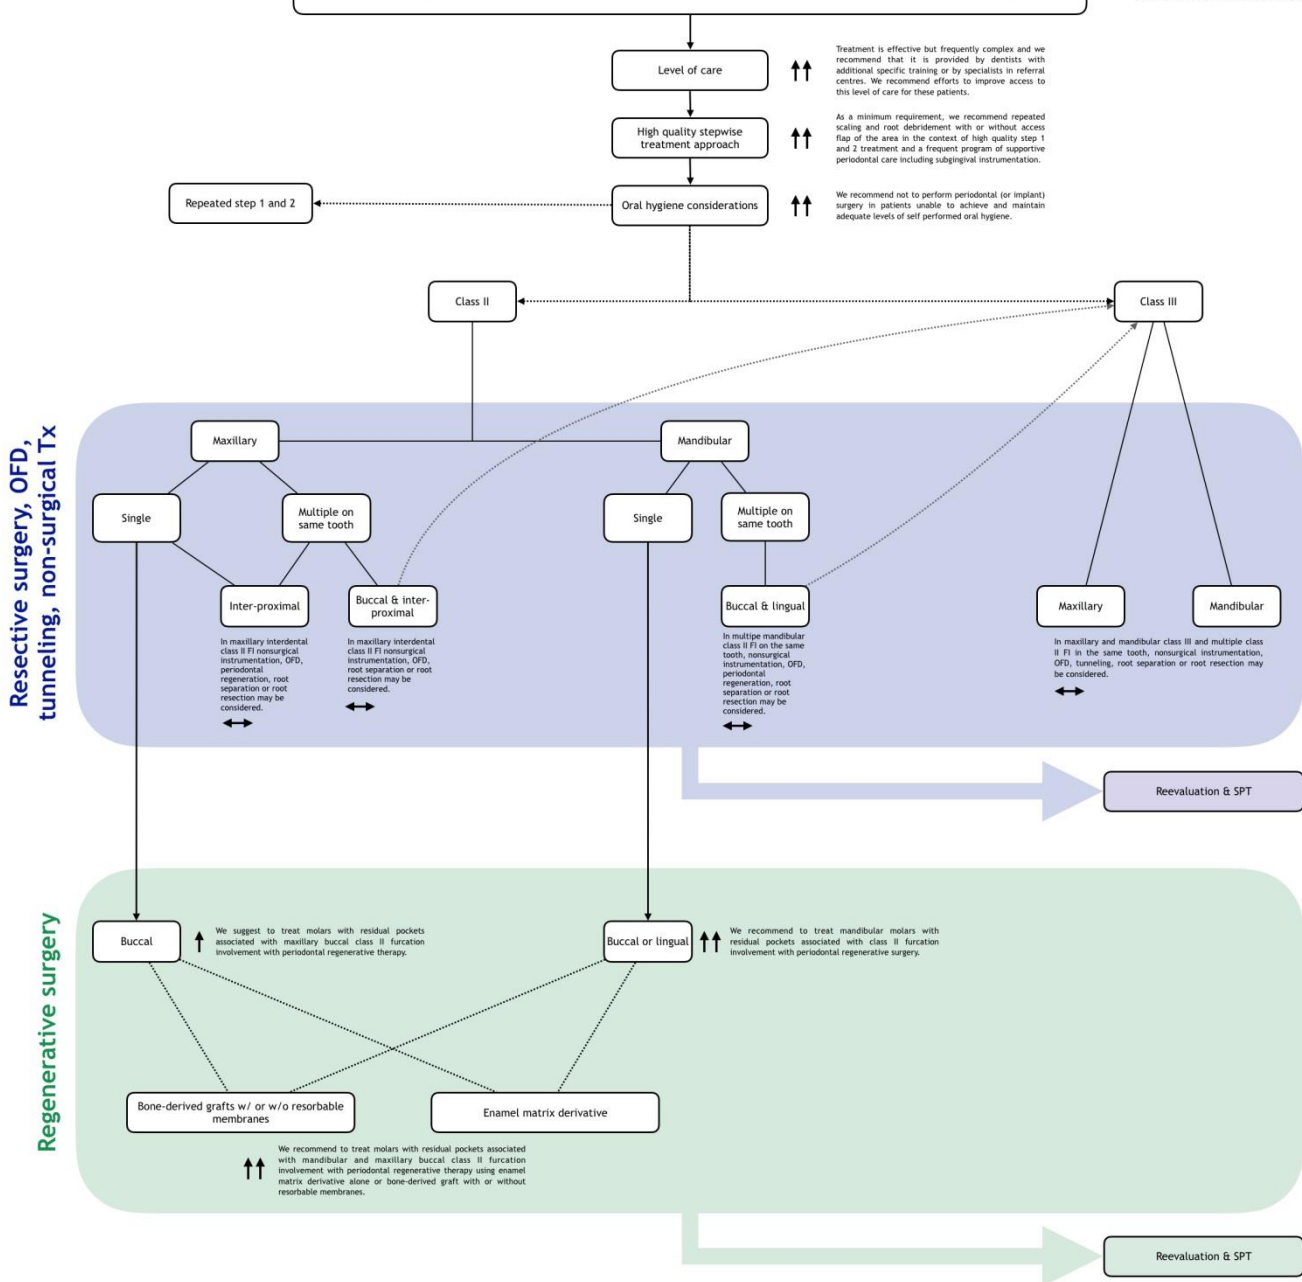 Level of care
Treatment is effective but frequently complex and we
recommend that it is provided by dentists with
additional specific training or by specialists in referral
centres. We recommend efforts to improve access to
this level of care for these patients.
High quality stepwise
treatment approach
As a minimum requirement, we recommend repeated
scaling and root debridement with or without access
flap of the area in the context of high quality step 1
and 2 treatment and a frequent program of supportive
periodontal care including subgingival instrumentation.
Repeated step 1 and 2
Oral hygiene considerations
We recommend not to perform periodontal (or implant)
surgery in patients unable to achieve and maintain
adequate levels of self performed oral hygiene.
Class II
Class III
Resective surgery, OFD,
tunneling, non-surgical Tx
Maxillary
Mandibular
Single
Multiple on
same tooth
Single
Multiple on
same tooth
Inter-proximal
Buccal & inter-
proximal
Buccal & lingual
Maxillary
Mandibular
In maxillary interdental
class II FI nonsurgical
instrumentation, OFD,
periodontal
regeneration, root
separation or root
resection may be
considered.
In maxillary interdental
class II FI nonsurgical
instrumentation, OFD,
root separation or root
resection may be
considered.
In multipe mandibular
class II FI on the same
tooth, nonsurgical
instrumentation, OFD,
periodontal
regeneration, root
separation or root
resection may be
considered.
In maxillary and mandibular class III and multiple class
II FI in the same tooth, nonsurgical instrumentation,
OFD, tunneling, root separation or root resection may
be considered.
Reevaluation & SPT
Regenerative surgery
Buccal
We suggest to treat molars with residual pockets
associated with maxillary buccal class II furcation
involvement with periodontal regenerative therapy.
Buccal or lingual
We recommend to treat mandibular molars with
residual pockets associated with class II furcation
involvement with periodontal regenerative surgery.
Bone-derived grafts w/ or w/o resorbable
membranes
Enamel matrix derivative
We recommend to treat molars with residual pockets associated
with mandibular and maxillary buccal class II furcation
involvement with periodontal regenerative therapy using enamel
matrix derivative alone or bone-derived graft with or without
resorbable membranes.
Reevaluation & SPT